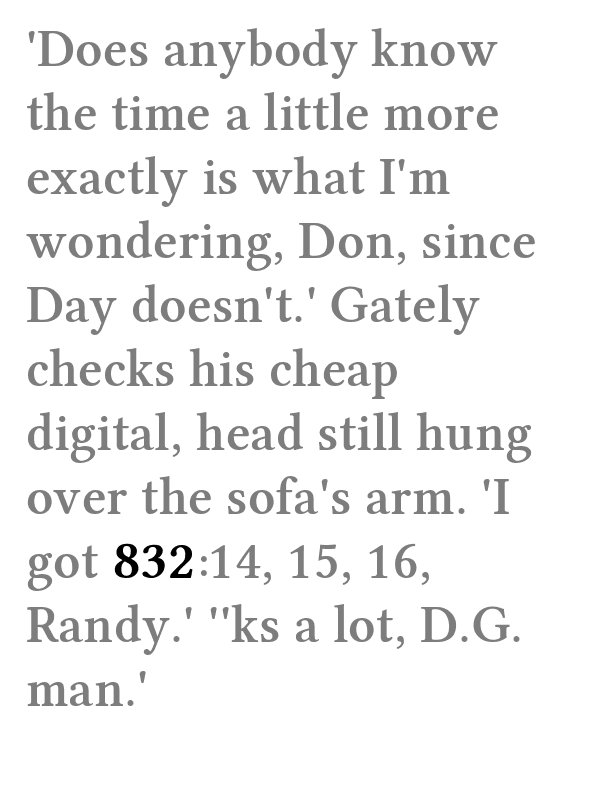 'Does anybody know
the time a little more
exactly is what I'm
wondering, Don, since
Day doesn't.' Gately
checks his cheap
digital, head still hung
over the sofa's arm. 'I
got 832:14, 15, 16,
Randy.' ''ks a lot, D.G.
man.'